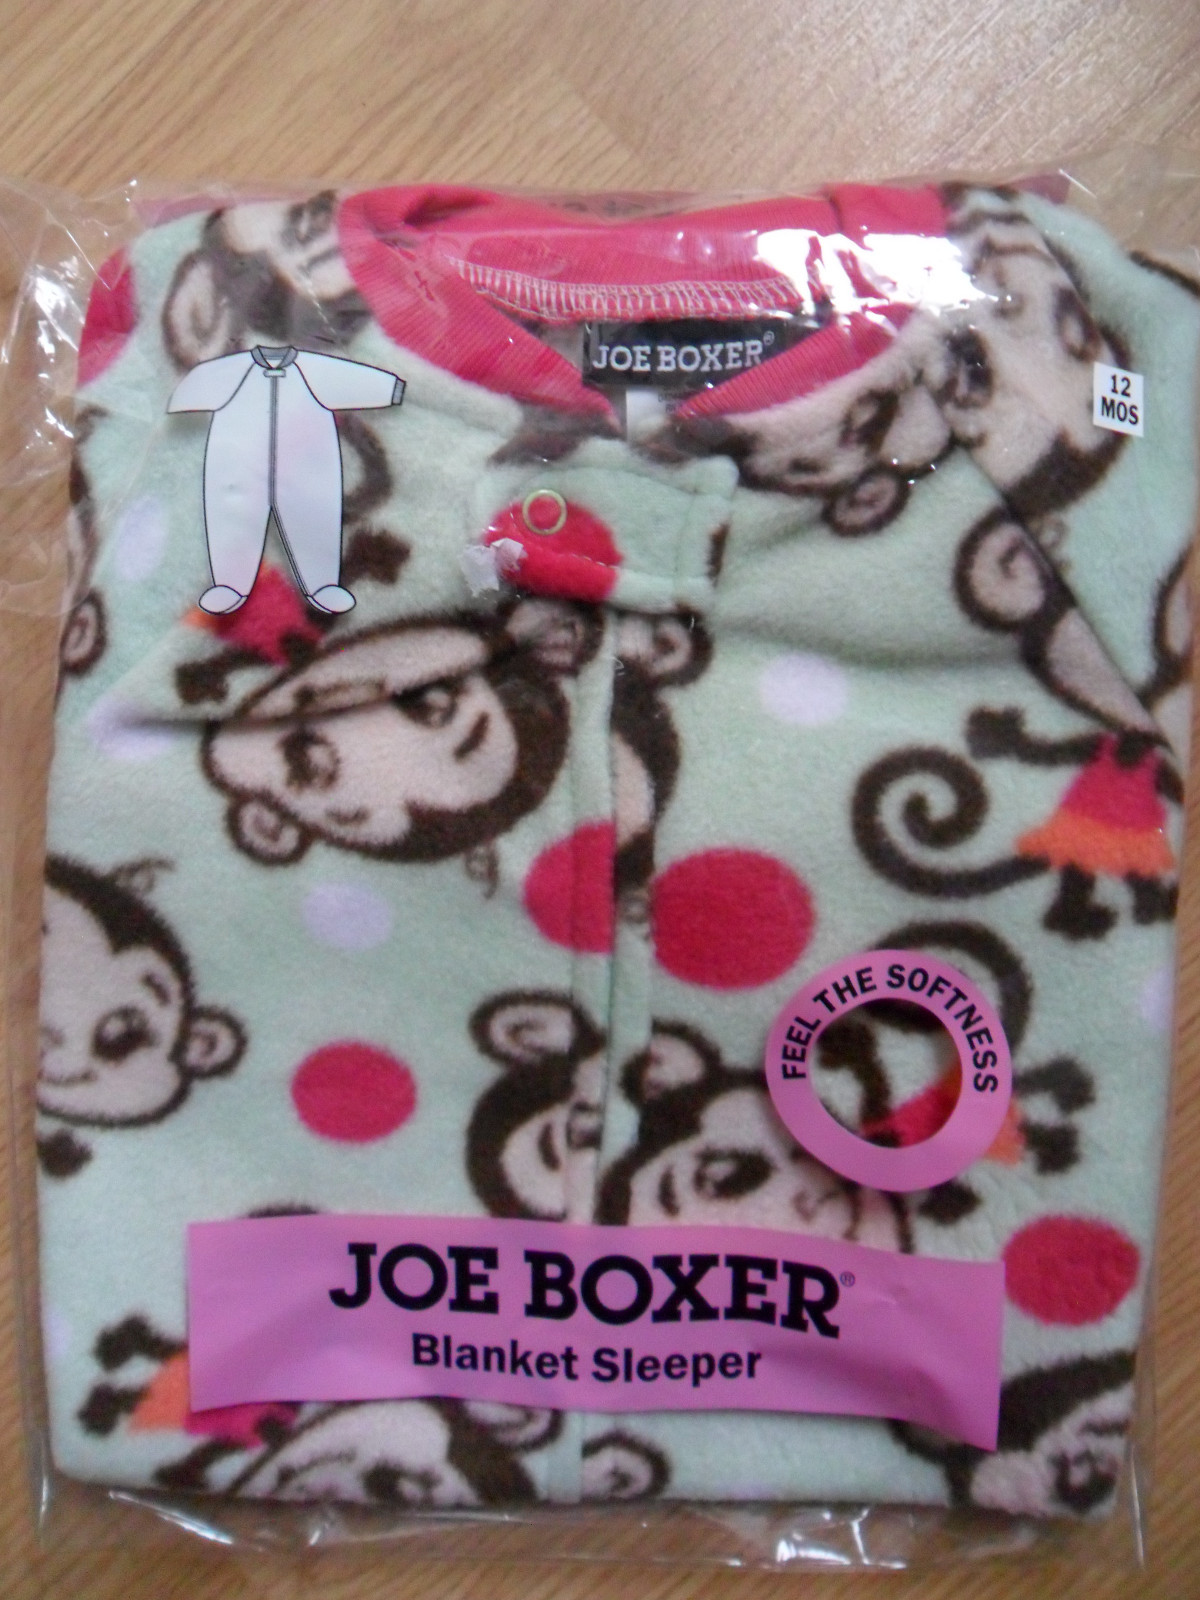 JOE BOXER®
12
MOS
FEEL THE SOFTNESS
JOE BOXER®
Blanket Sleeper